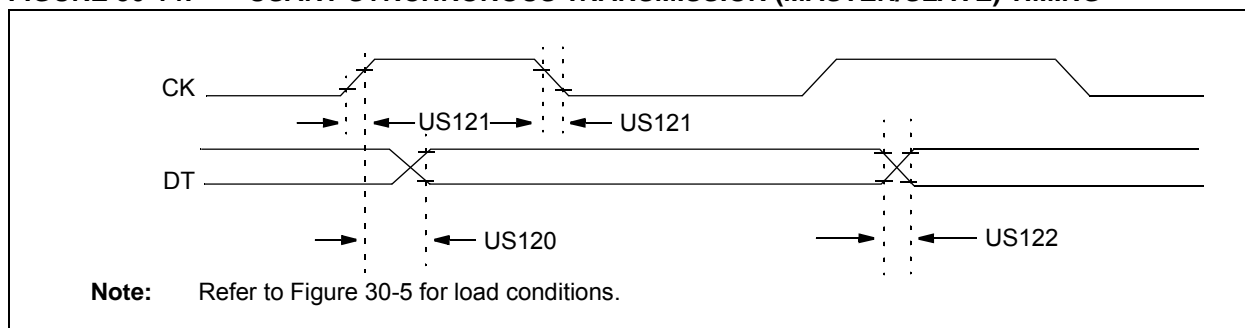 CK
US121
US121
DT
US120
US122
Note: Refer to Figure 30-5 for load conditions.